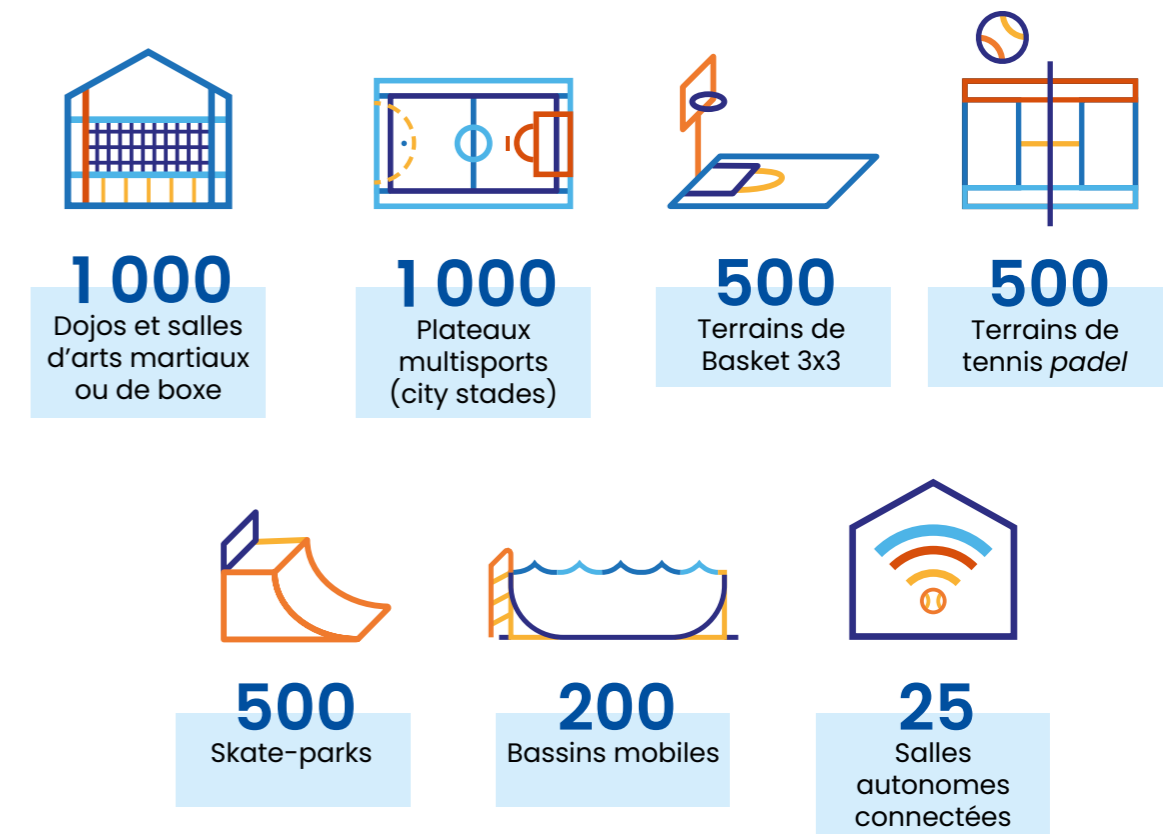 1 000
Dojos et salles
d’arts martiaux
ou de boxe
1 000
Plateaux
multisports
(city stades)
500
Terrains de
Basket 3x3
500
Terrains de
tennis padel
500
Skate-parks
200
Bassins mobiles
25
Salles
autonomes
connectées